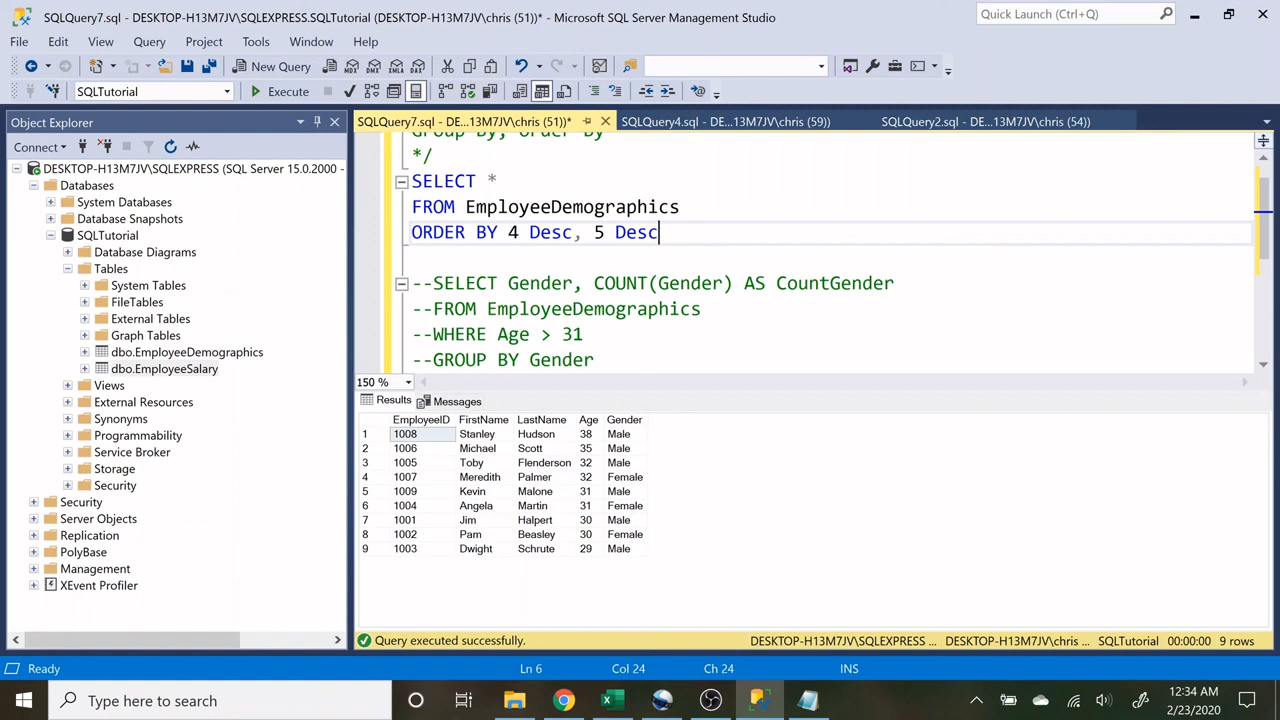 SQLQuery7.sql - DESKTOP-H13M7JV\SQLEXPRESS.SQLTutorial (DESKTOP-H13M7JV\chris (51))* - Microsoft SQL Server Management Studio
Quick Launch (Ctrl+Q)
File Edit View Query Project Tools Window Help
New Query MDX DMX XMLA DAX
SQLTutorial Execute
Object Explorer
SQLQuery7.sql - DE...13M7JV\chris (51))* SQLQuery4.sql - DE...13M7JV\chris (59)) SQLQuery2.sql - DE...13M7JV\chris (54))
Connect
DESKTOP-H13M7JV\SQLEXPRESS (SQL Server 15.0.2000 -
Databases
System Databases
Database Snapshots
SQLTutorial
Database Diagrams
Tables
System Tables
FileTables
External Tables
Graph Tables
dbo.EmployeeDemographics
dbo.EmployeeSalary
Views
External Resources
Synonyms
Programmability
Service Broker
Storage
Security
Security
Server Objects
Replication
PolyBase
Management
XEvent Profiler
Group By, Order By
*/
SELECT *
FROM EmployeeDemographics
ORDER BY 4 Desc, 5 Desc
--SELECT Gender, COUNT(Gender) AS CountGender
--FROM EmployeeDemographics
--WHERE Age > 31
--GROUP BY Gender
150 %
Results Messages
EmployeeID FirstName LastName Age Gender
1 1008 Stanley Hudson 38 Male
2 1006 Michael Scott 35 Male
3 1005 Toby Flenderson 32 Male
4 1007 Meredith Palmer 32 Female
5 1009 Kevin Malone 31 Male
6 1004 Angela Martin 31 Female
7 1001 Jim Halpert 30 Male
8 1002 Pam Beasley 30 Female
9 1003 Dwight Schrute 29 Male
Query executed successfully. DESKTOP-H13M7JV\SQLEXPRESS ... DESKTOP-H13M7JV\chris ... SQLTutorial 00:00:00 9 rows
Ready Ln 6 Col 24 Ch 24 INS
Type here to search
12:34 AM
2/23/2020